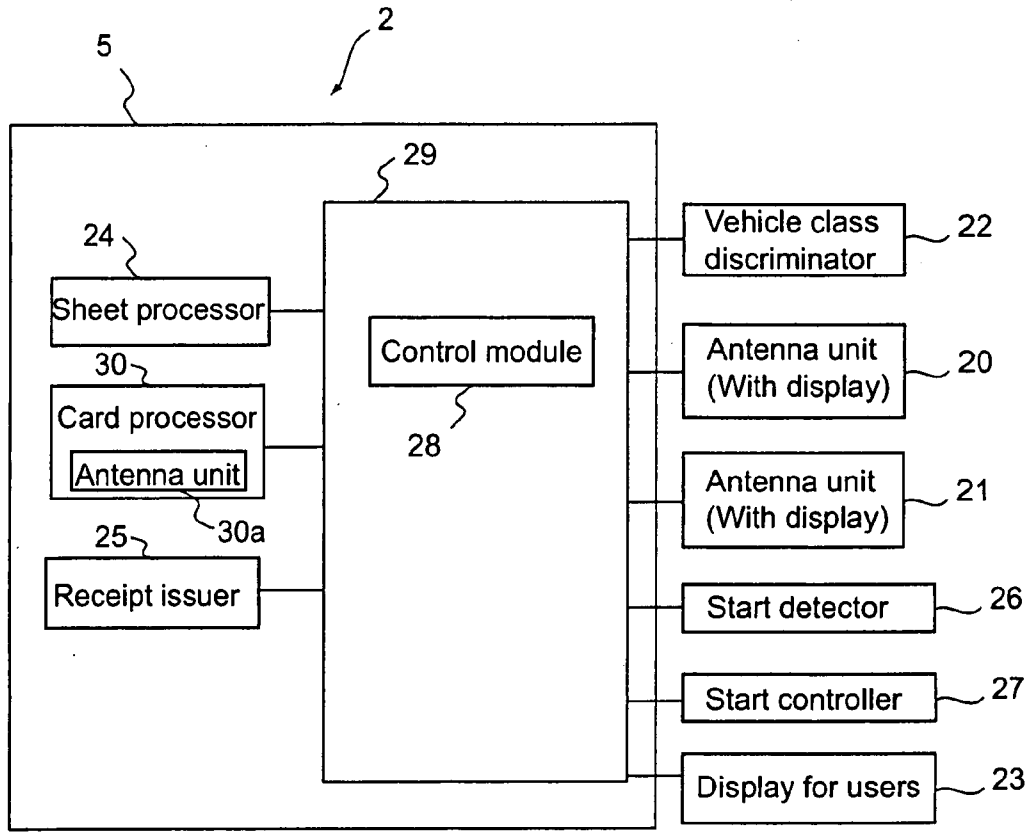 2
5
29
24
Sheet processor
30
Card processor
Antenna unit
30a
25
Receipt issuer
Control module
28
Vehicle class
discriminator
22
Antenna unit
(With display)
20
Antenna unit
(With display)
21
Start detector
26
Start controller
27
Display for users
23